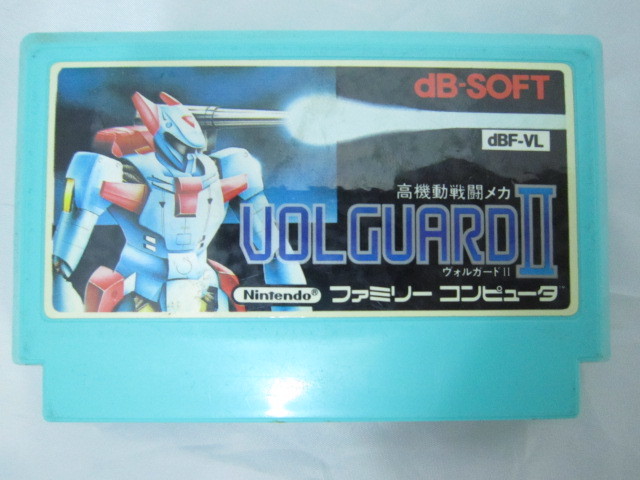 dB-SOFT
dBF-VL
高機動戦闘メカ
VOLGUARD II
ヴォルガードII
Nintendo® ファミリー コンピュータ